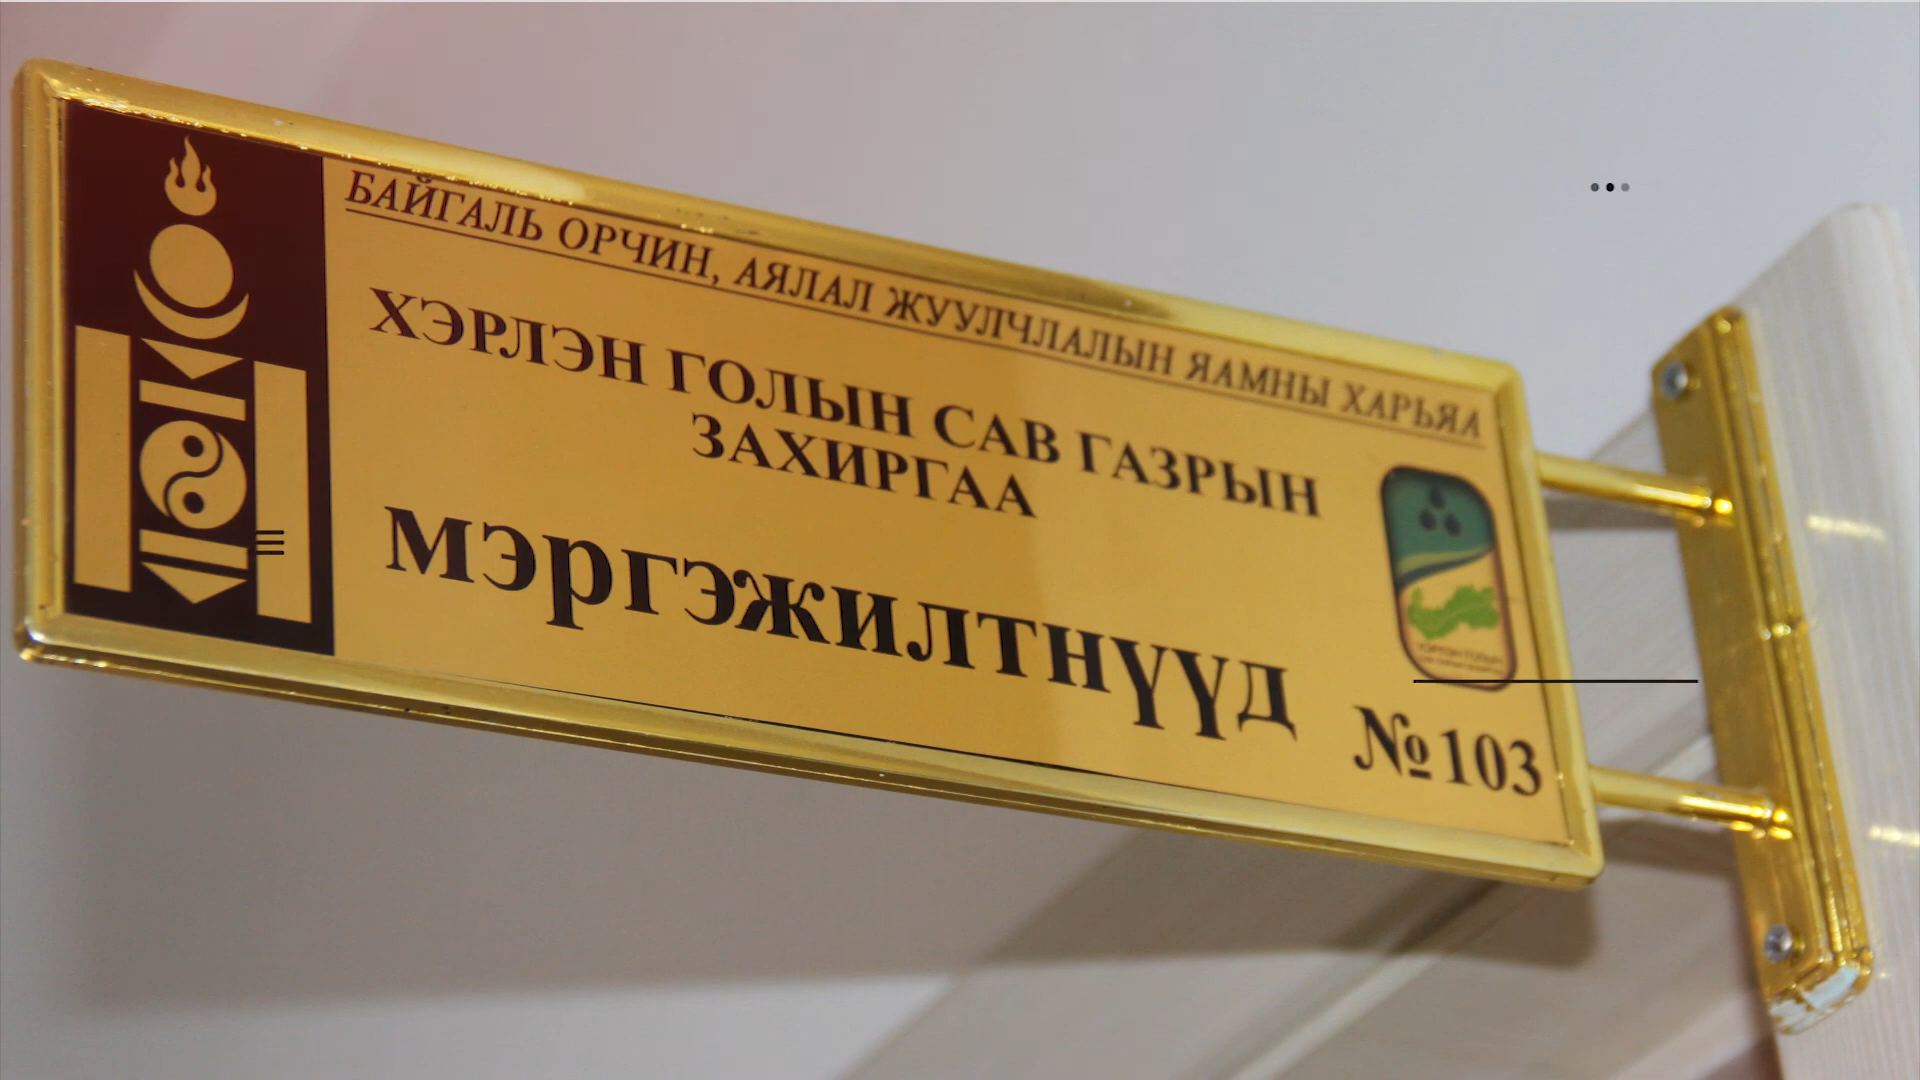 БАЙГАЛЬ ОРЧИН, АЯЛАЛ ЖУУЛЧЛАЛЫН ЯАМНЫ ХАРЬЯА
ХЭРЛЭН ГОЛЫН САВ ГАЗРЫН
ЗАХИРГАА
мэргэжилтнүүд
№103